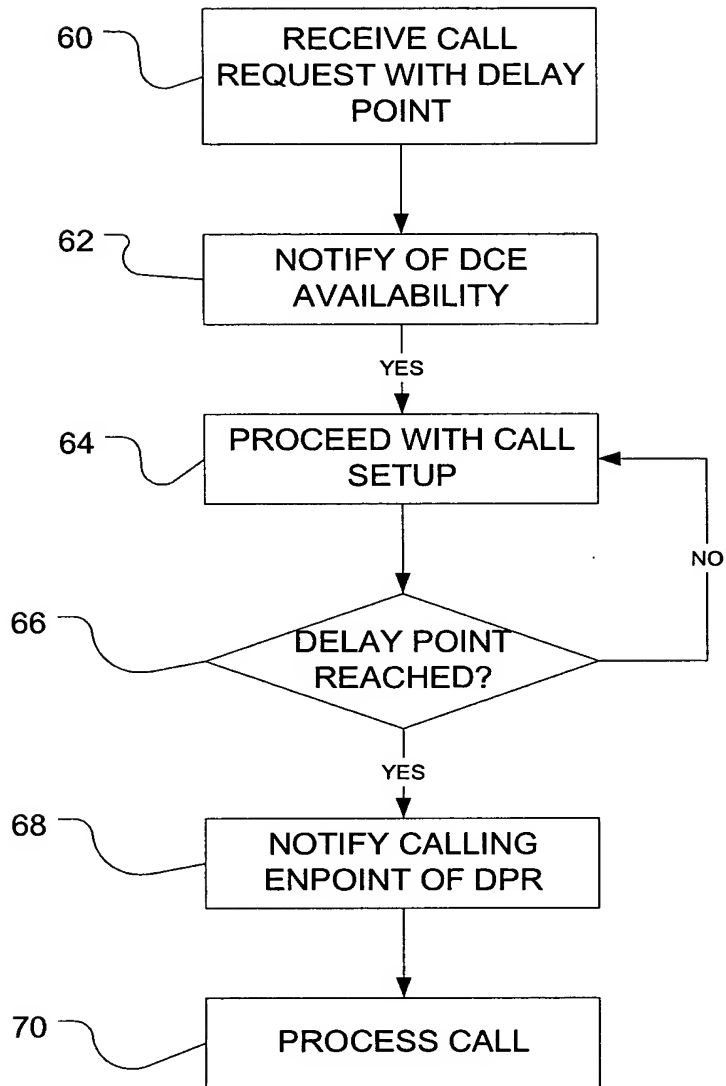 60
RECEIVE CALL
REQUEST WITH DELAY
POINT
62
NOTIFY OF DCE
AVAILABILITY
YES
64
PROCEED WITH CALL
SETUP
NO
66
DELAY POINT
REACHED?
YES
68
NOTIFY CALLING
ENPOINT OF DPR
70
PROCESS CALL